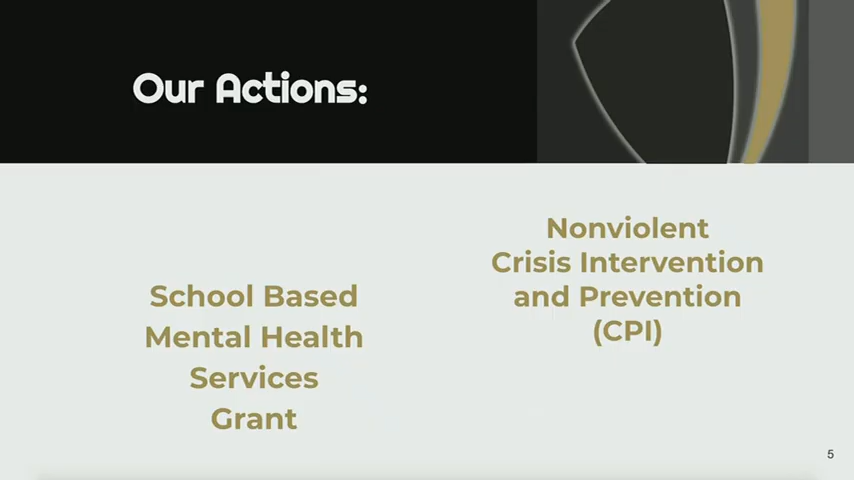 Our Actions:
School Based
Mental Health
Services
Grant
Nonviolent
Crisis Intervention
and Prevention
(CPI)
5